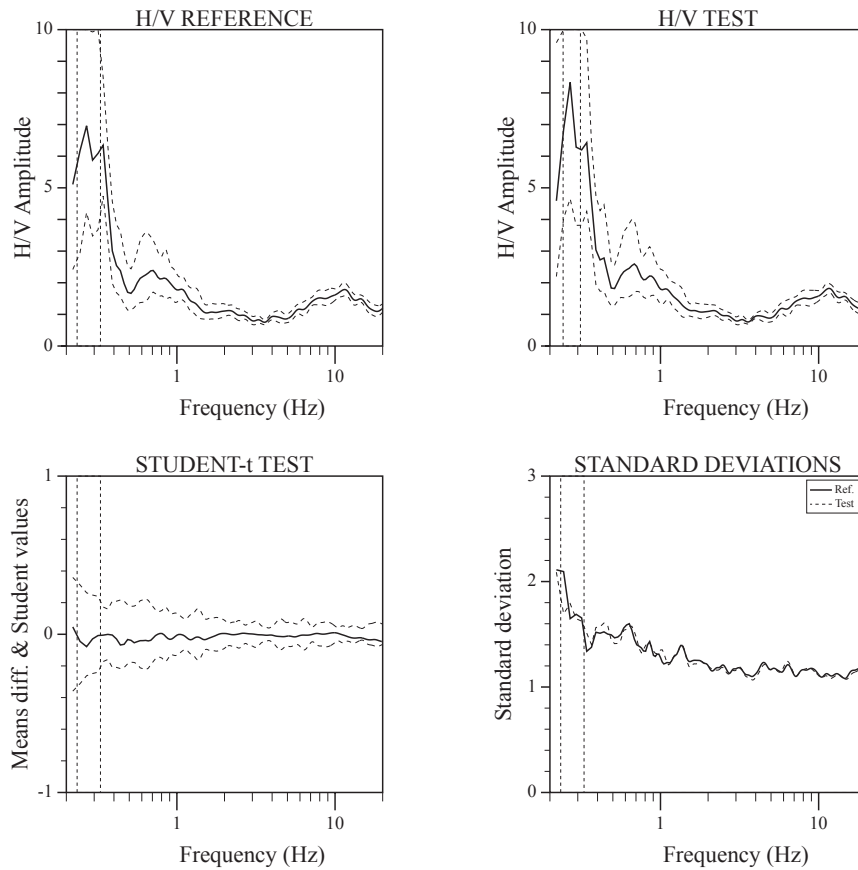 H/V REFERENCE
10
5
0
H/V Amplitude
1
10
Frequency (Hz)
H/V TEST
10
5
0
H/V Amplitude
1
10
Frequency (Hz)
STUDENT-t TEST
1
0
-1
Means diff. & Student values
1
10
Frequency (Hz)
STANDARD DEVIATIONS
Ref.
Test
3
2
1
0
Standard deviation
1
10
Frequency (Hz)